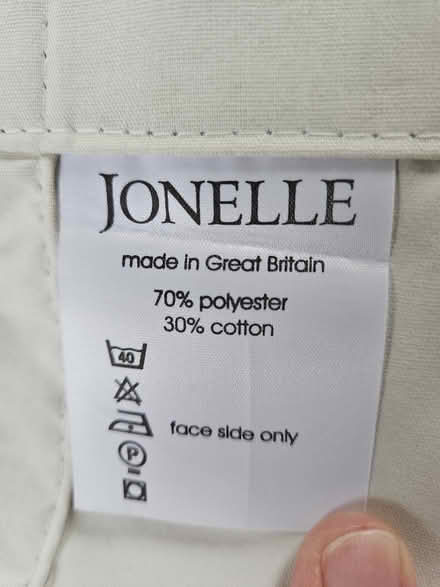 JONELLE
made in Great Britain
70% polyester
30% cotton
40
face side only
P